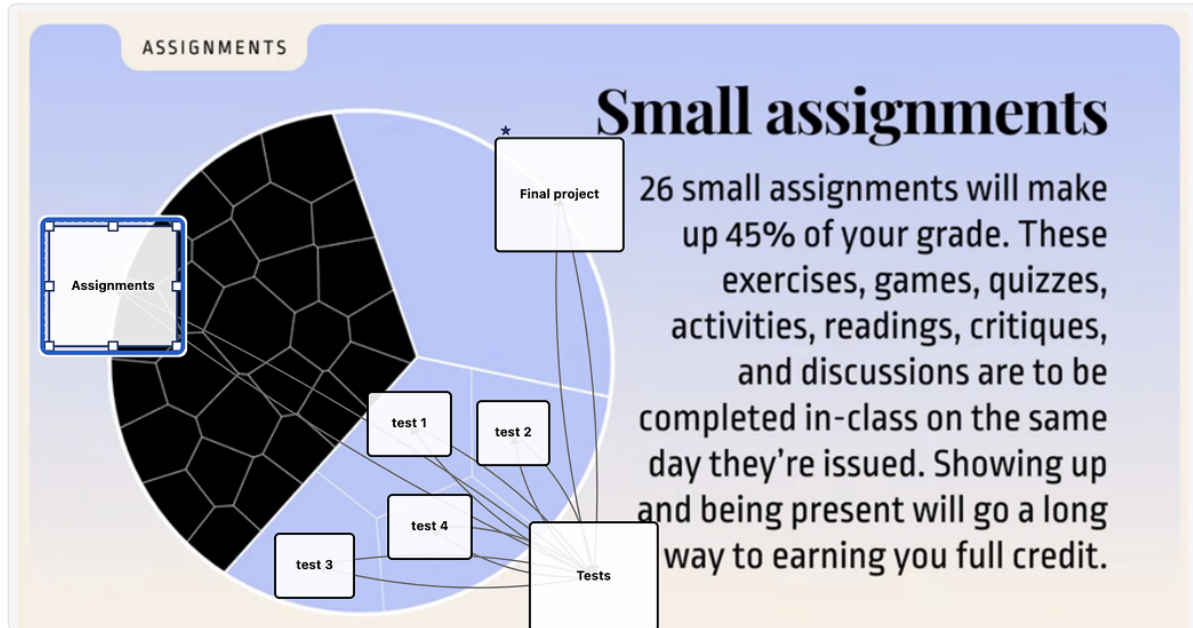 ASSIGNMENTS
Small assignments
Final project
26 small assignments will make
up 45% of your grade. These
exercises, games, quizzes,
activities, readings, critiques,
and discussions are to be
completed in-class on the same
day they’re issued. Showing up
and being present will go a long
way to earning you full credit.
Assignments
test 1
test 2
test 4
test 3
Tests